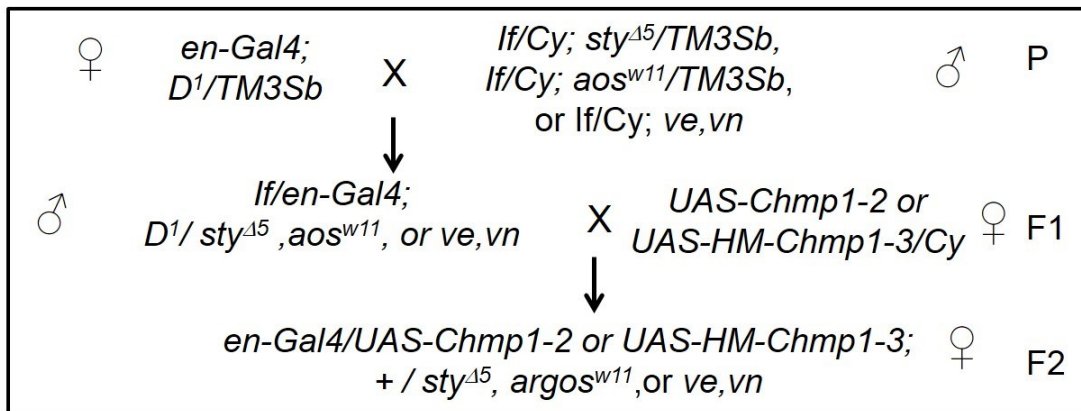 ♀ en-Gal4; D¹/TM3Sb X If/Cy; sty^Δ5/TM3Sb, If/Cy; aos^w11/TM3Sb, or If/Cy; ve,vn ♂ P
♂ If/en-Gal4; D¹/ sty^Δ5 ,aos^w11, or ve,vn X UAS-Chmp1-2 or UAS-HM-Chmp1-3/Cy ♀ F1
en-Gal4/UAS-Chmp1-2 or UAS-HM-Chmp1-3; ♀ F2
+ / sty^Δ5, argos^w11,or ve,vn